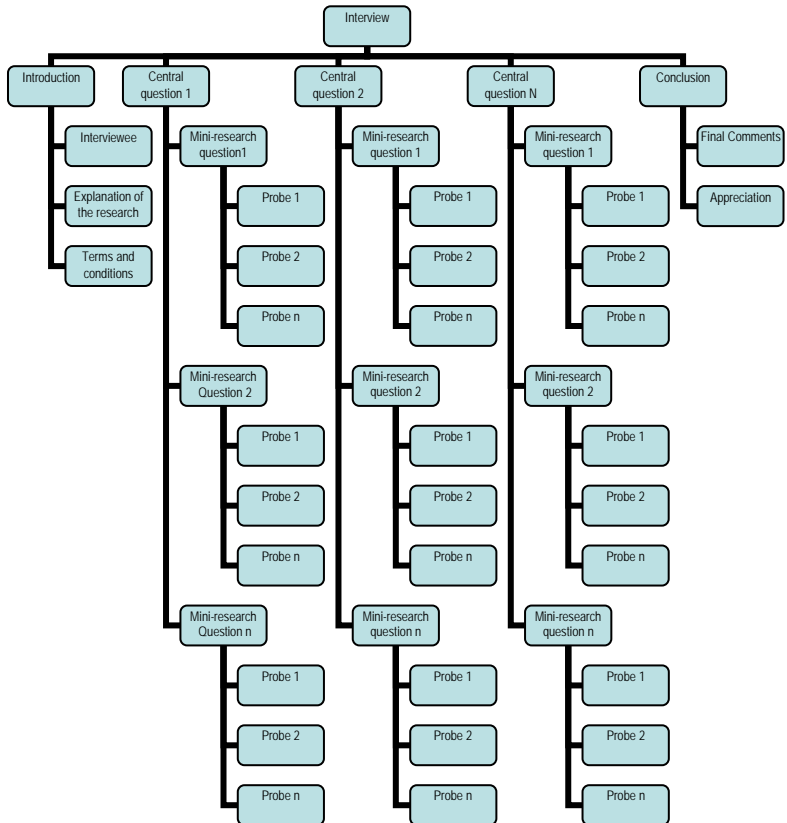 Interview
Introduction
Interviewee
Explanation of
the research
Terms and
conditions
Central
question 1
Mini-research
question1
Probe 1
Probe 2
Probe n
Mini-research
Question 2
Probe 1
Probe 2
Probe n
Mini-research
Question n
Probe 1
Probe 2
Probe n
Central
question 2
Mini-research
question 1
Probe 1
Probe 2
Probe n
Mini-research
question 2
Probe 1
Probe 2
Probe n
Mini-research
question n
Probe 1
Probe 2
Probe n
Central
question N
Mini-research
question 1
Probe 1
Probe 2
Probe n
Mini-research
question 2
Probe 1
Probe 2
Probe n
Mini-research
question n
Probe 1
Probe 2
Probe n
Conclusion
Final Comments
Appreciation